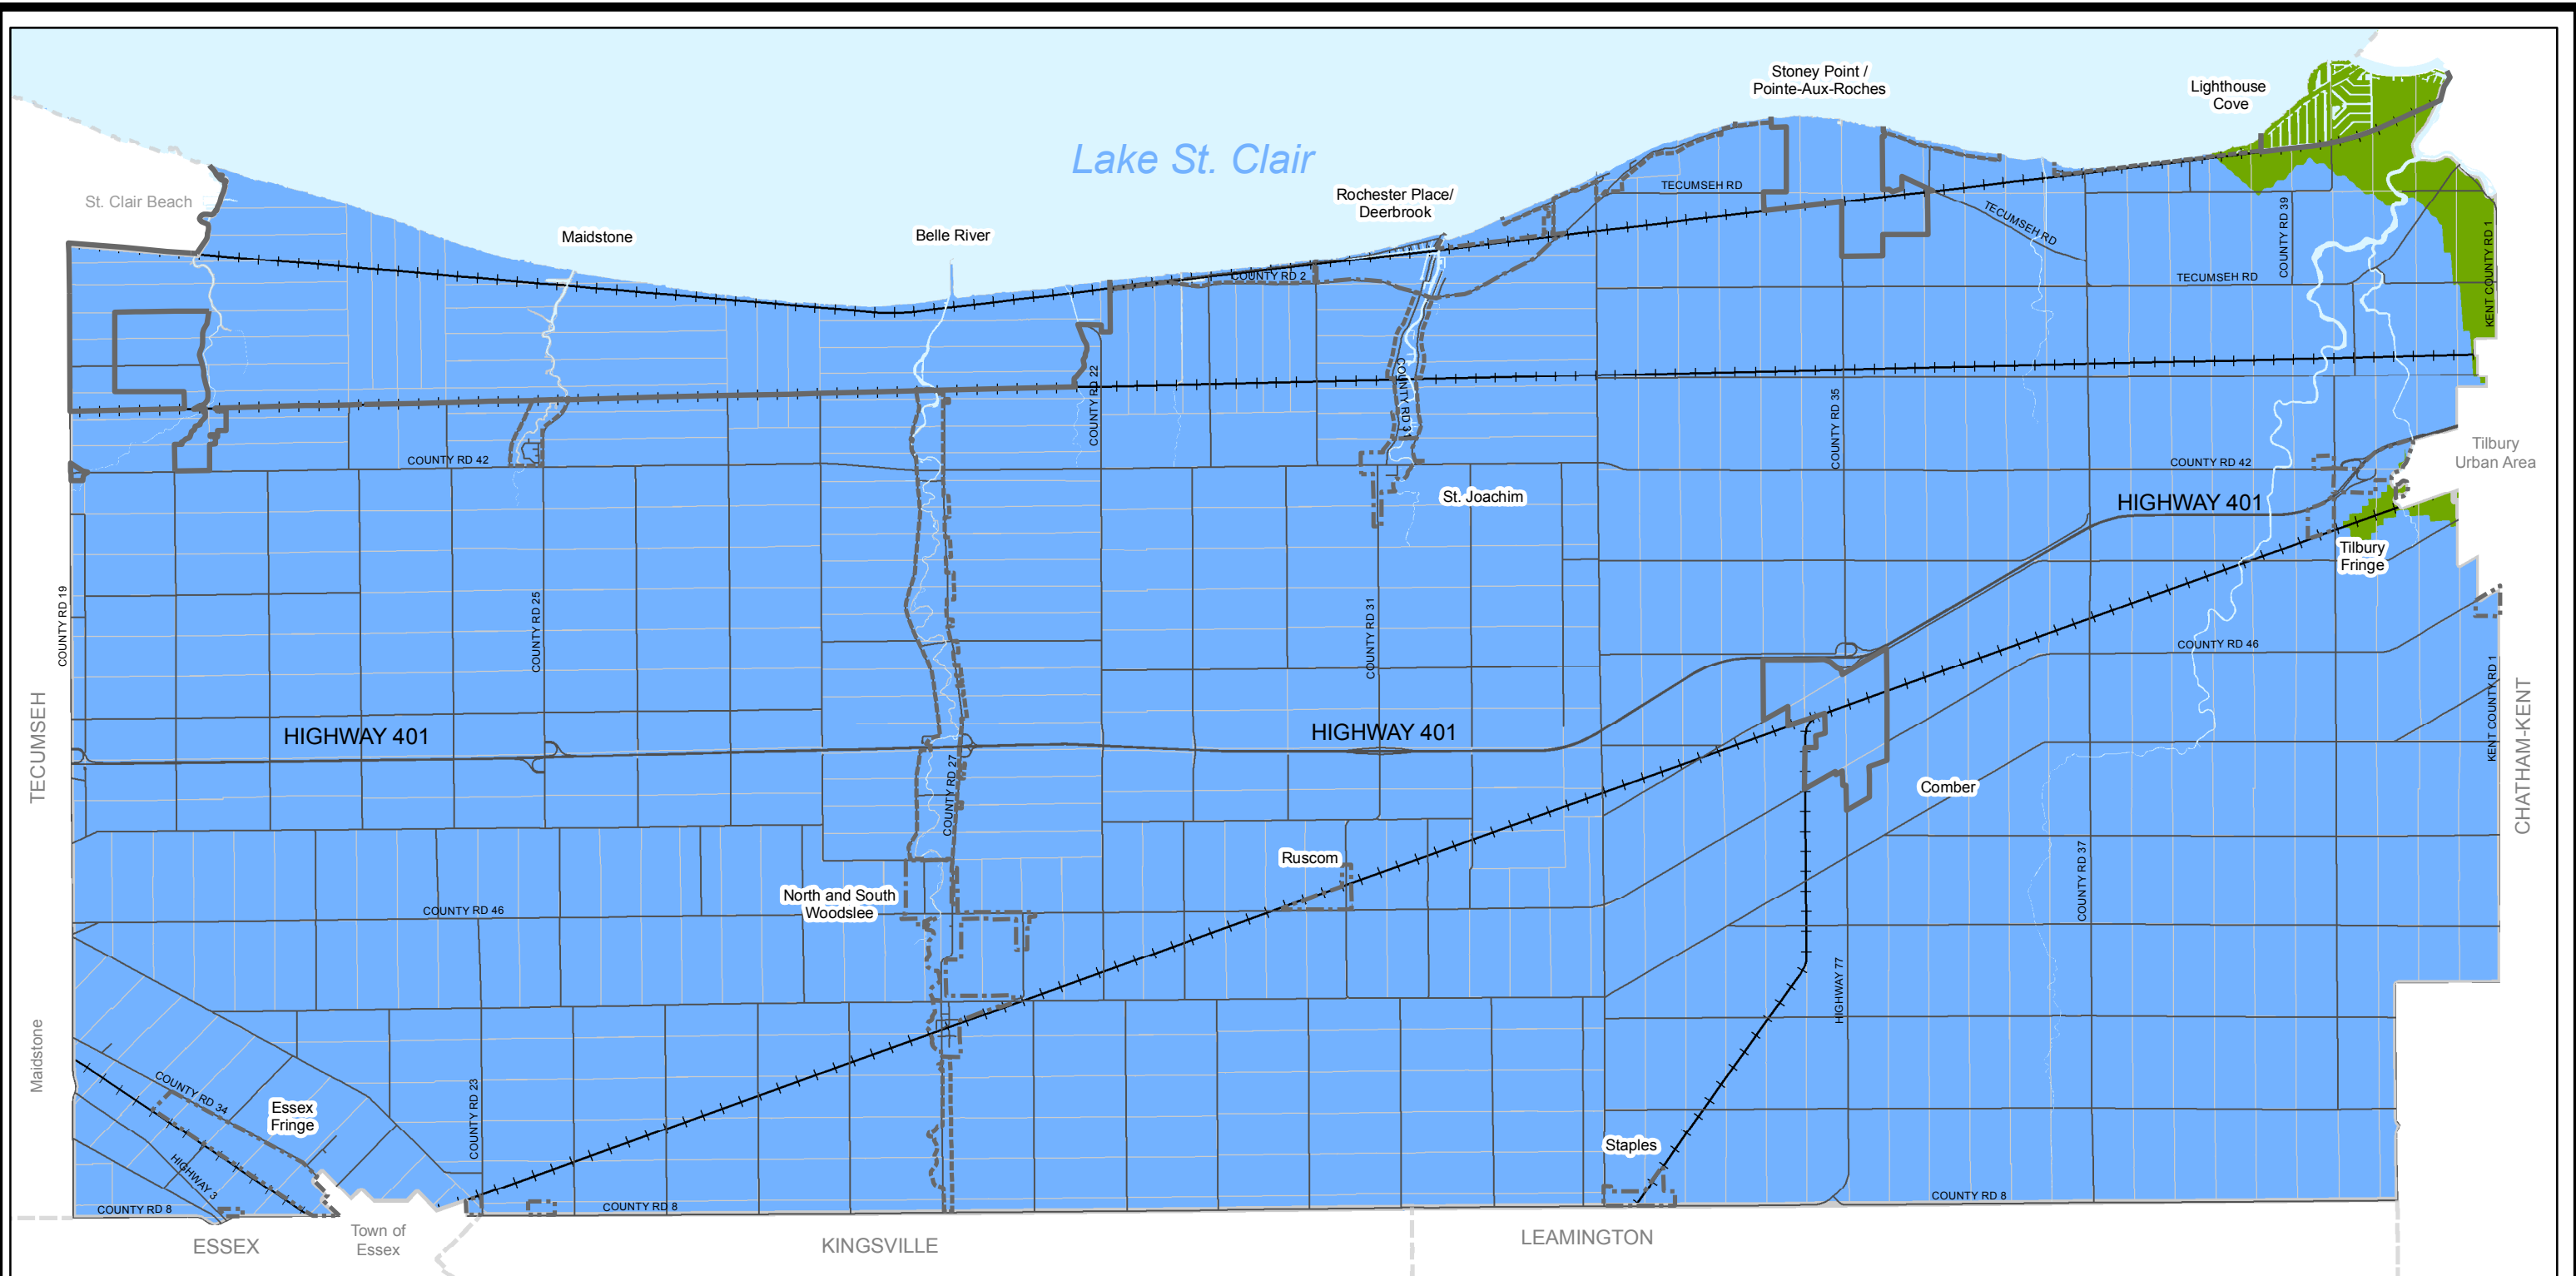 Stoney Point /
Pointe-Aux-Roches
Lighthouse
Cove
Lake St. Clair
St. Clair Beach
Maidstone
Belle River
Rochester Place/
Deerbrook
TECUMSEH RD
TECUMSEH RD
COUNTY RD 39
KENT COUNTY RD 1
COUNTY RD 2
TECUMSEH RD
COUNTY RD 22
COUNTY RD 31
COUNTY RD 35
COUNTY RD 42
COUNTY RD 42
Tilbury
Urban Area
St. Joachim
HIGHWAY 401
Tilbury
Fringe
COUNTY RD 19
COUNTY RD 25
COUNTY RD 31
COUNTY RD 46
KENT COUNTY RD 1
TECUMSEH
CHATHAM-KENT
HIGHWAY 401
HIGHWAY 401
COUNTY RD 27
Comber
Ruscom
COUNTY RD 37
North and South
Woodslee
COUNTY RD 46
HIGHWAY 77
Maidstone
COUNTY RD 34
Essex
Fringe
COUNTY RD 23
HIGHWAY 3
Staples
COUNTY RD 8
COUNTY RD 8
COUNTY RD 8
ESSEX
Town of
Essex
KINGSVILLE
LEAMINGTON